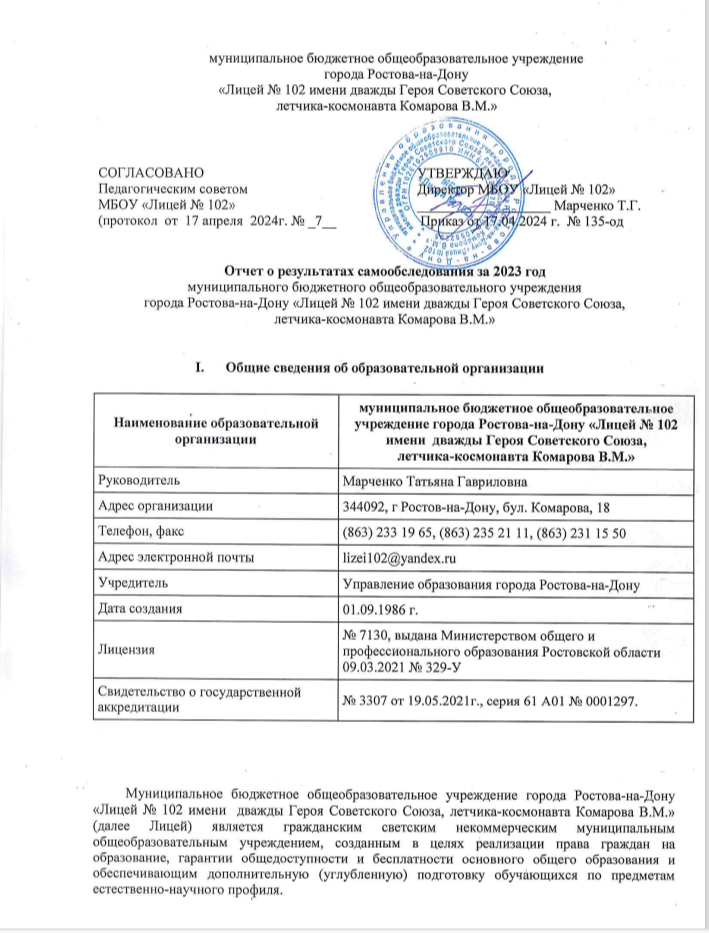 муниципальное бюджетное общеобразовательное учреждение
города Ростова-на-Дону
«Лицей № 102 имени дважды Героя Советского Союза,
летчика-космонавта Комарова В.М.»
СОГЛАСОВАНО
Педагогическим советом
МБОУ «Лицей № 102»
(протокол от 17 апреля 2024г. № _7__
УТВЕРЖДАЮ
Директор МБОУ «Лицей № 102»
Марченко Т.Г.
Приказ от 17.04.2024 г. № 135-од
Отчет о результатах самообследования за 2023 год
муниципального бюджетного общеобразовательного учреждения
города Ростова-на-Дону «Лицей № 102 имени дважды Героя Советского Союза,
летчика-космонавта Комарова В.М.»
I. Общие сведения об образовательной организации
Наименование образовательной
организации
муниципальное бюджетное общеобразовательное
учреждение города Ростова-на-Дону «Лицей № 102
имени дважды Героя Советского Союза,
летчика-космонавта Комарова В.М.»
Руководитель
Марченко Татьяна Гавриловна
Адрес организации
344092, г Ростов-на-Дону, бул. Комарова, 18
Телефон, факс
(863) 233 19 65, (863) 235 21 11, (863) 231 15 50
Адрес электронной почты
lizei102@yandex.ru
Учредитель
Управление образования города Ростова-на-Дону
Дата создания
01.09.1986 г.
Лицензия
№ 7130, выдана Министерством общего и
профессионального образования Ростовской области
09.03.2021 № 329-У
Свидетельство о государственной
аккредитации
№ 3307 от 19.05.2021г., серия 61 А01 № 0001297.
Муниципальное бюджетное общеобразовательное учреждение города Ростова-на-Дону
«Лицей № 102 имени дважды Героя Советского Союза, летчика-космонавта Комарова В.М.»
(далее Лицей) является гражданским светским некоммерческим муниципальным
общеобразовательным учреждением, созданным в целях реализации права граждан на
образование, гарантии общедоступности и бесплатности основного общего образования и
обеспечивающим дополнительную (углубленную) подготовку обучающихся по предметам
естественно-научного профиля.